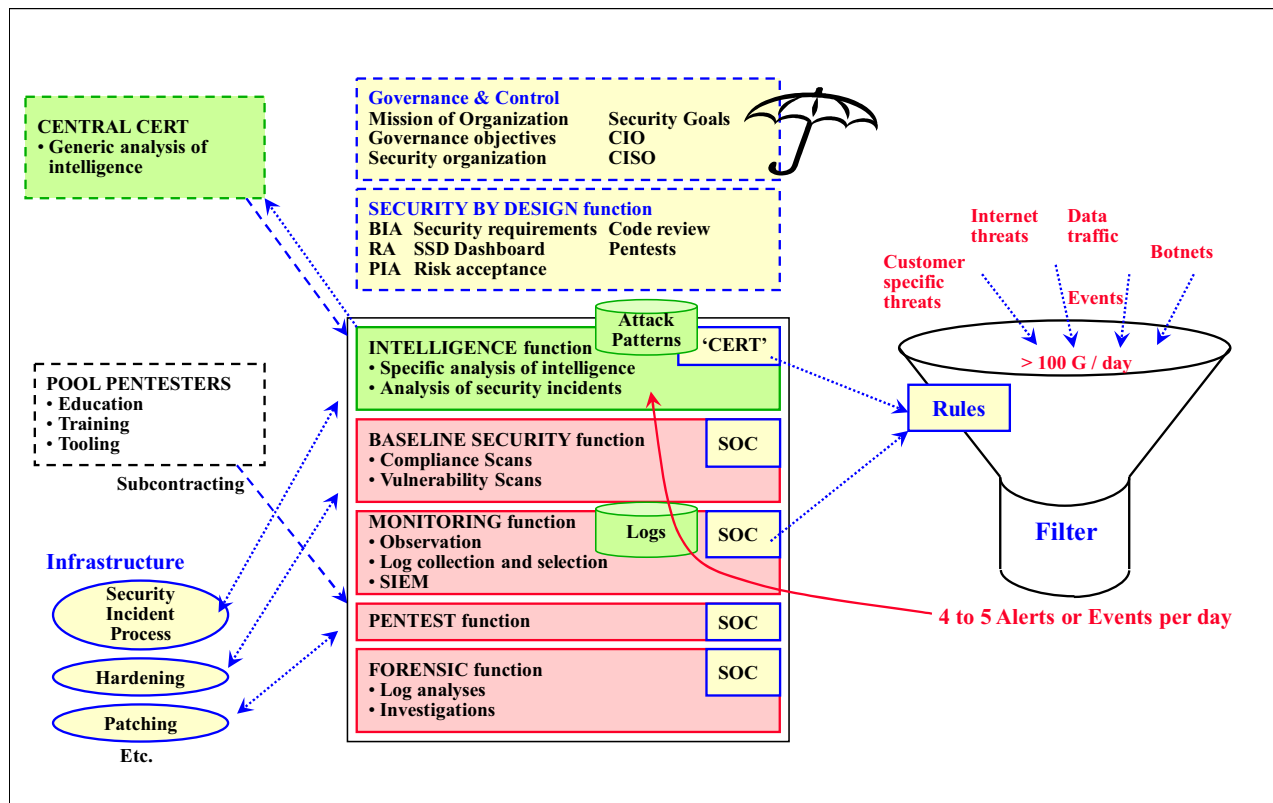 Governance & Control
Mission of Organization Security Goals
Governance objectives CIO
Security organization CISO
CENTRAL CERT
• Generic analysis of
intelligence
SECURITY BY DESIGN function
BIA Security requirements Code review
RA SSD Dashboard Pentests
PIA Risk acceptance
Attack
Patterns
INTELLIGENCE function
• Specific analysis of intelligence
• Analysis of security incidents
‘CERT’
POOL PENTESTERS
• Education
• Training
• Tooling
Subcontracting
BASELINE SECURITY function
• Compliance Scans
• Vulnerability Scans
SOC
MONITORING function
• Observation
• Log collection and selection
• SIEM
Logs
SOC
PENTEST function
SOC
FORENSIC function
• Log analyses
• Investigations
SOC
Infrastructure
Security
Incident
Process
Hardening
Patching
Etc.
Internet
threats
Data
traffic
Botnets
Customer
specific
threats
Events
> 100 G / day
Rules
Filter
4 to 5 Alerts or Events per day